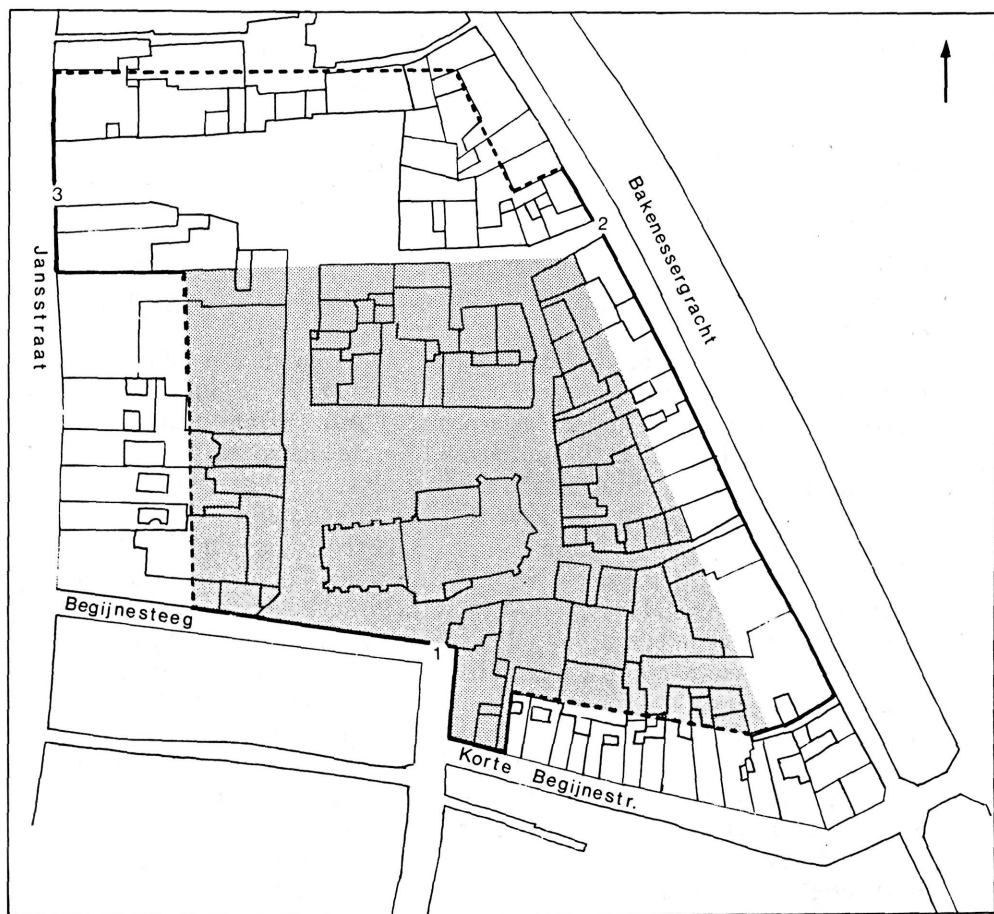 3
Jansstraat
2
Bakenessergracht
Begijnesteeg
1
Korte Begijnestr.